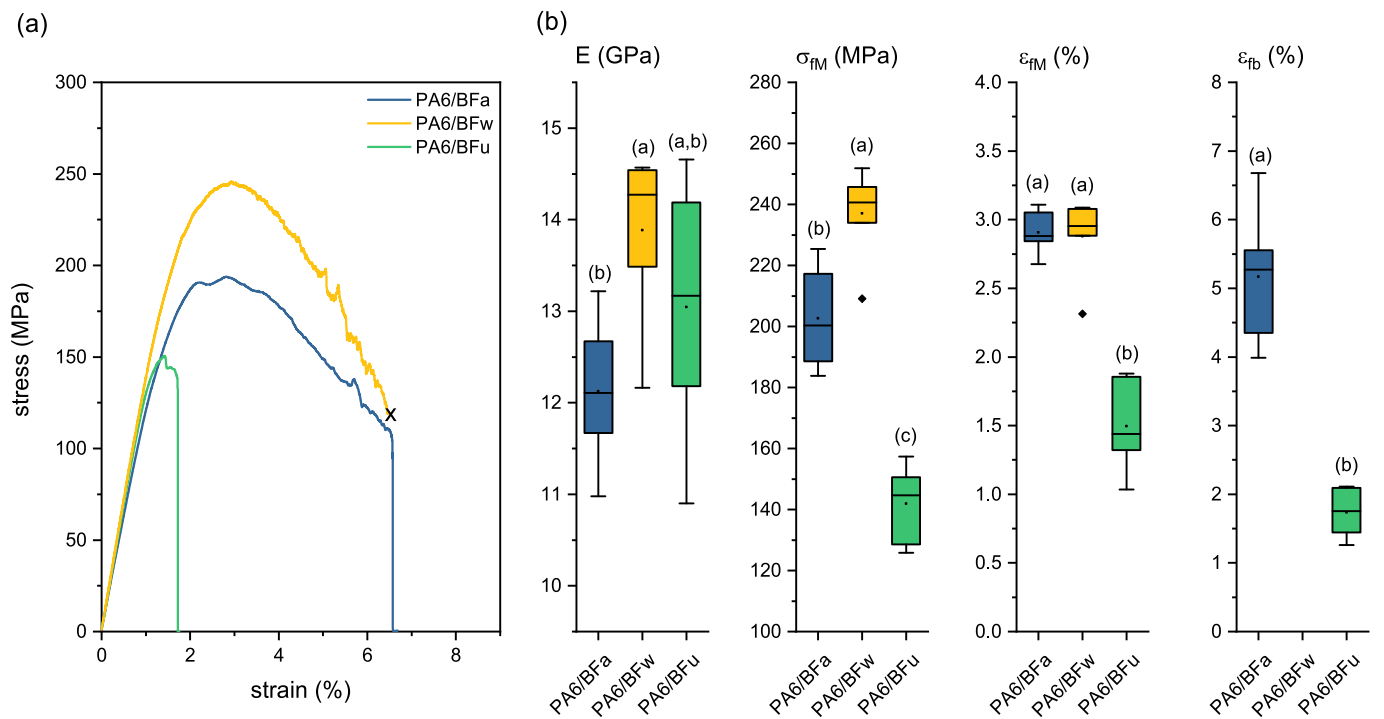 (a)
300
250
200
150
100
50
0
stress (MPa)
0 2 4 6 8
strain (%)
PA6/BFa
PA6/BFw
PA6/BFu
x
(b)
E (GPa)
15
14
13
12
11
10
(b)
(a)
(a,b)
PA6/BFa
PA6/BFw
PA6/BFu
σfM (MPa)
280
260
240
220
200
180
160
140
120
100
(b)
(a)
(c)
PA6/BFa
PA6/BFw
PA6/BFu
εfM (%)
4.0
3.5
3.0
2.5
2.0
1.5
1.0
0.5
0.0
(a)
(a)
(b)
PA6/BFa
PA6/BFw
PA6/BFu
εfb (%)
8
7
6
5
4
3
2
1
0
(a)
(b)
PA6/BFa
PA6/BFw
PA6/BFu